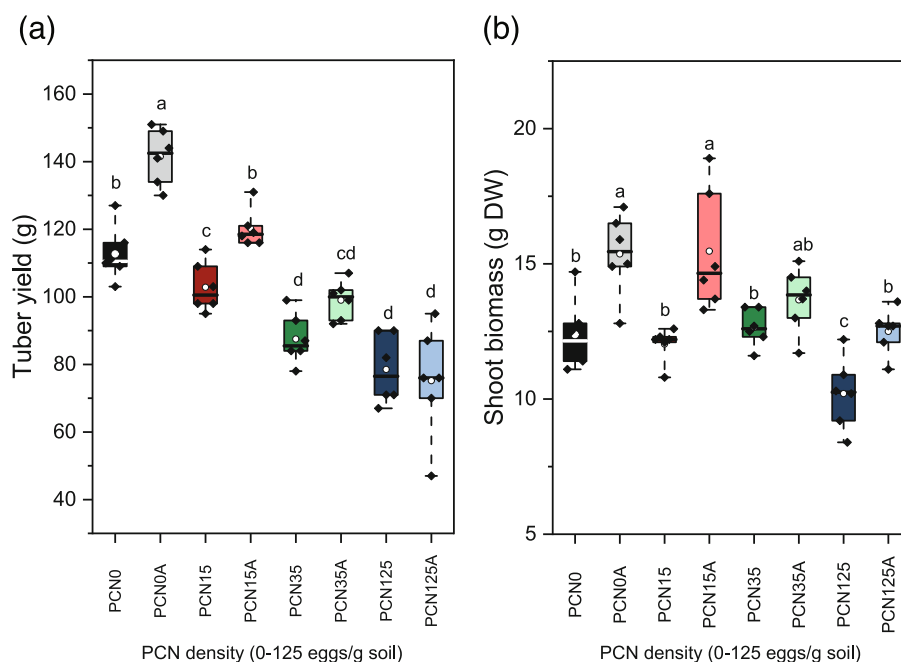 (a)
Tuber yield (g)
160
140
120
100
80
60
40
b
a
c
b
d
cd
d
d
PCN0
PCN0A
PCN15
PCN15A
PCN35
PCN35A
PCN125
PCN125A
PCN density (0-125 eggs/g soil)
(b)
Shoot biomass (g DW)
20
15
10
5
b
a
b
a
b
ab
c
b
PCN0
PCN0A
PCN15
PCN15A
PCN35
PCN35A
PCN125
PCN125A
PCN density (0-125 eggs/g soil)